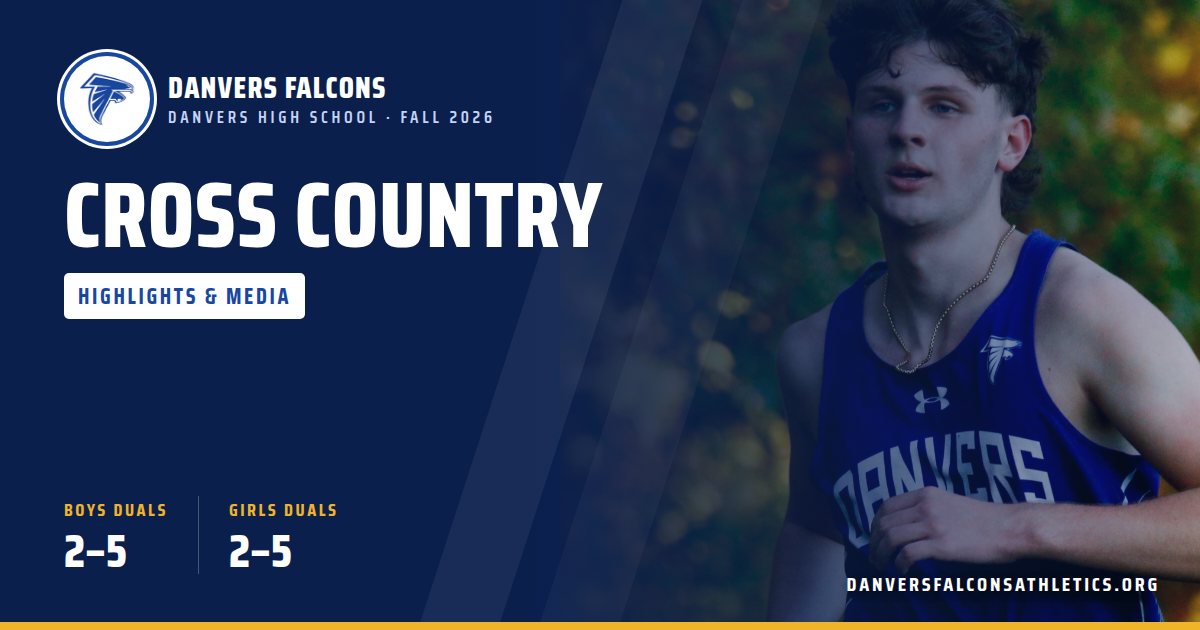 DANVERS FALCONS
DANVERS HIGH SCHOOL · FALL 2026
CROSS COUNTRY
HIGHLIGHTS & MEDIA
BOYS DUALS
2–5
GIRLS DUALS
2–5
DANVERS
DANVERSFALCONSATHLETICS.ORG